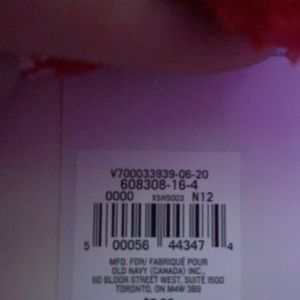 V700033939-06-20
608308-16-4
0000 XSH5003 N12
5 00056 44347 4
MFD. FOR/ FABRIQUÉ POUR
OLD NAVY (CANADA) INC.,
60 BLOOR STREET WEST, SUITE 1500
TORONTO, ON M4W 3B8